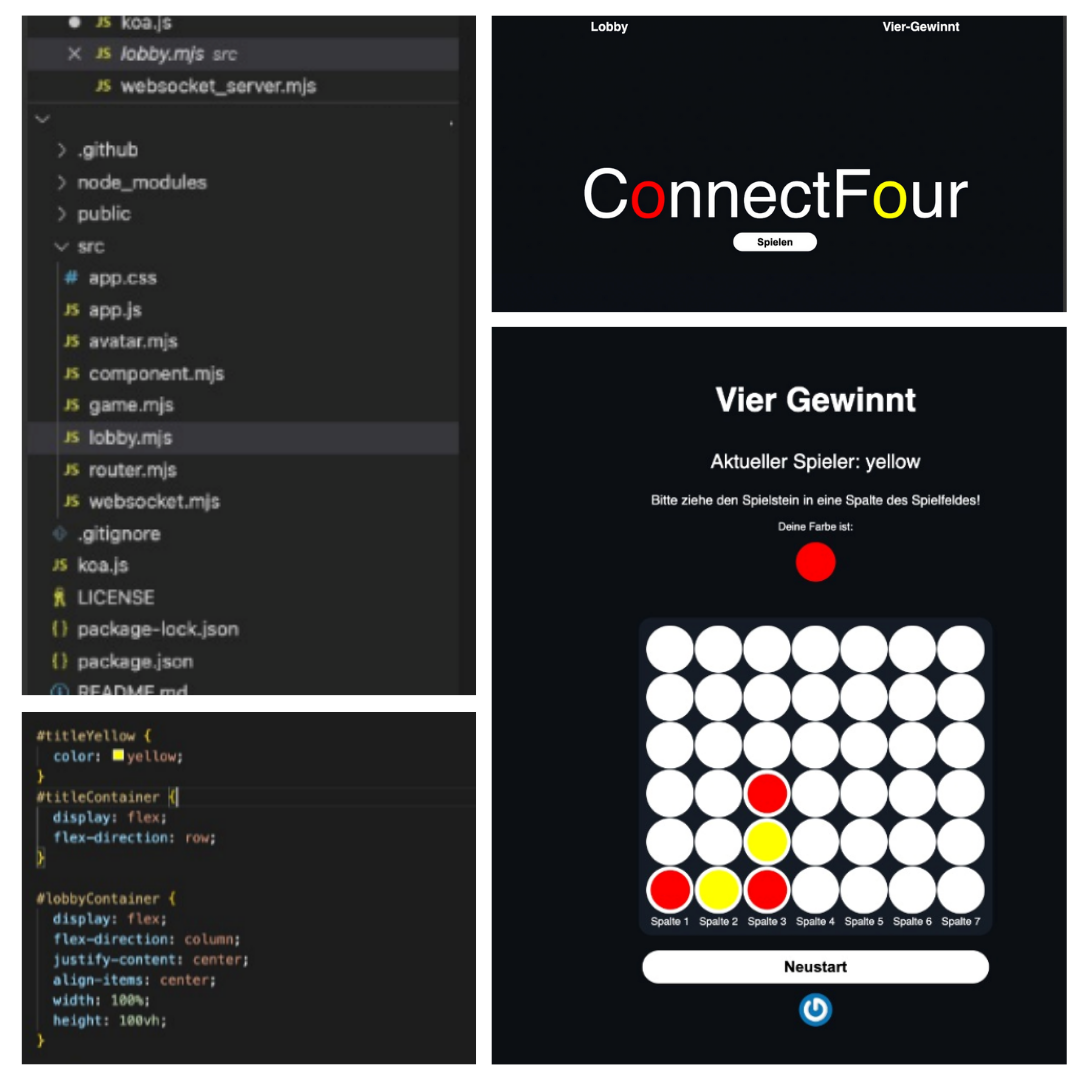 koa.js
lobby.mjs src
websocket_server.mjs
.github
node_modules
public
src
# app.css
JS app.js
JS avatar.mjs
JS component.mjs
JS game.mjs
JS lobby.mjs
JS router.mjs
JS websocket.mjs
.gitignore
JS koa.js
LICENSE
{} package-lock.json
{} package.json
README.md
#titleYellow {
color: yellow;
}
#titleContainer {
display: flex;
flex-direction: row;
}
#lobbyContainer {
display: flex;
flex-direction: column;
justify-content: center;
align-items: center;
width: 100%;
height: 100vh;
}
Lobby Vier-Gewinnt
ConnectFour
Spielen
Vier Gewinnt
Aktueller Spieler: yellow
Bitte ziehe den Spielstein in eine Spalte des Spielfeldes!
Deine Farbe ist:
Spalte 1 Spalte 2 Spalte 3 Spalte 4 Spalte 5 Spalte 6 Spalte 7
Neustart